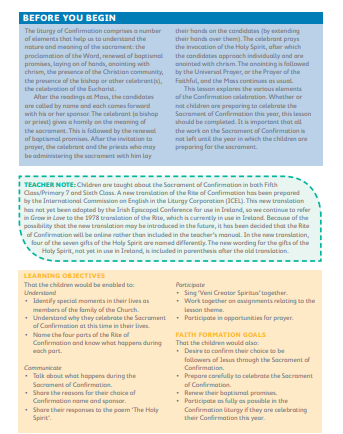 BEFORE YOU BEGIN
The liturgy of Confirmation comprises a number
of elements that help us to understand the
nature and meaning of the sacrament: the
proclamation of the Word, renewal of baptismal
promises, laying on of hands, anointing with
chrism, the presence of the Christian community,
the presence of the bishop or other celebrant(s),
the celebration of the Eucharist.
After the readings at Mass, the candidates
are called by name and each comes forward
with his or her sponsor. The celebrant (a bishop
or priest) gives a homily on the meaning of
the sacrament. This is followed by the renewal
of baptismal promises. After the invitation to
prayer, the celebrant and the priests who may
be administering the sacrament with him lay
their hands on the candidates (by extending
their hands over them). The celebrant prays
the invocation of the Holy Spirit, after which
the candidates approach individually and are
anointed with chrism. The anointing is followed
by the Universal Prayer, or the Prayer of the
Faithful, and the Mass continues as usual.
This lesson explores the various elements
of the Confirmation celebration. Whether or
not children are preparing to celebrate the
Sacrament of Confirmation this year, this lesson
should be completed. It is important that all
the work on the Sacrament of Confirmation is
not left until the year in which the children are
preparing for the sacrament.
TEACHER NOTE: Children are taught about the Sacrament of Confirmation in both Fifth
Class/Primary 7 and Sixth Class. A new translation of the Rite of Confirmation has been prepared
by the International Commission on English in the Liturgy Corporation (ICEL). This new translation
has not yet been adopted by the Irish Episcopal Conference for use in Ireland, so we continue to refer
in Grow in Love to the 1978 translation of the Rite, which is currently in use in Ireland. Because of the
possibility that the new translation may be introduced in the future, it has been decided that the Rite
of Confirmation will be online rather than included in the teacher's manual. In the new translation,
four of the seven gifts of the Holy Spirit are named differently. The new wording for the gifts of the
Holy Spirit, not yet in use in Ireland, is included in parenthesis after the old translation.
LEARNING OBJECTIVES
That the children would be enabled to:
Understand
• Identify special moments in their lives as
members of the family of the Church.
• Understand why they celebrate the Sacrament
of Confirmation at this time in their lives.
• Name the four parts of the Rite of
Confirmation and know what happens during
each part.
Communicate
• Talk about what happens during the
Sacrament of Confirmation.
• Share the reasons for their choice of
Confirmation name and sponsor.
• Share their responses to the poem 'The Holy
Spirit'.
Participate
• Sing 'Veni Creator Spiritus' together.
• Work together on assignments relating to the
lesson theme.
• Participate in opportunities for prayer.
FAITH FORMATION GOALS
That the children would also:
• Desire to confirm their choice to be
followers of Jesus through the Sacrament of
Confirmation.
• Prepare carefully to celebrate the Sacrament
of Confirmation.
• Renew their baptismal promises.
• Participate as fully as possible in the
Confirmation liturgy if they are celebrating
their Confirmation this year.